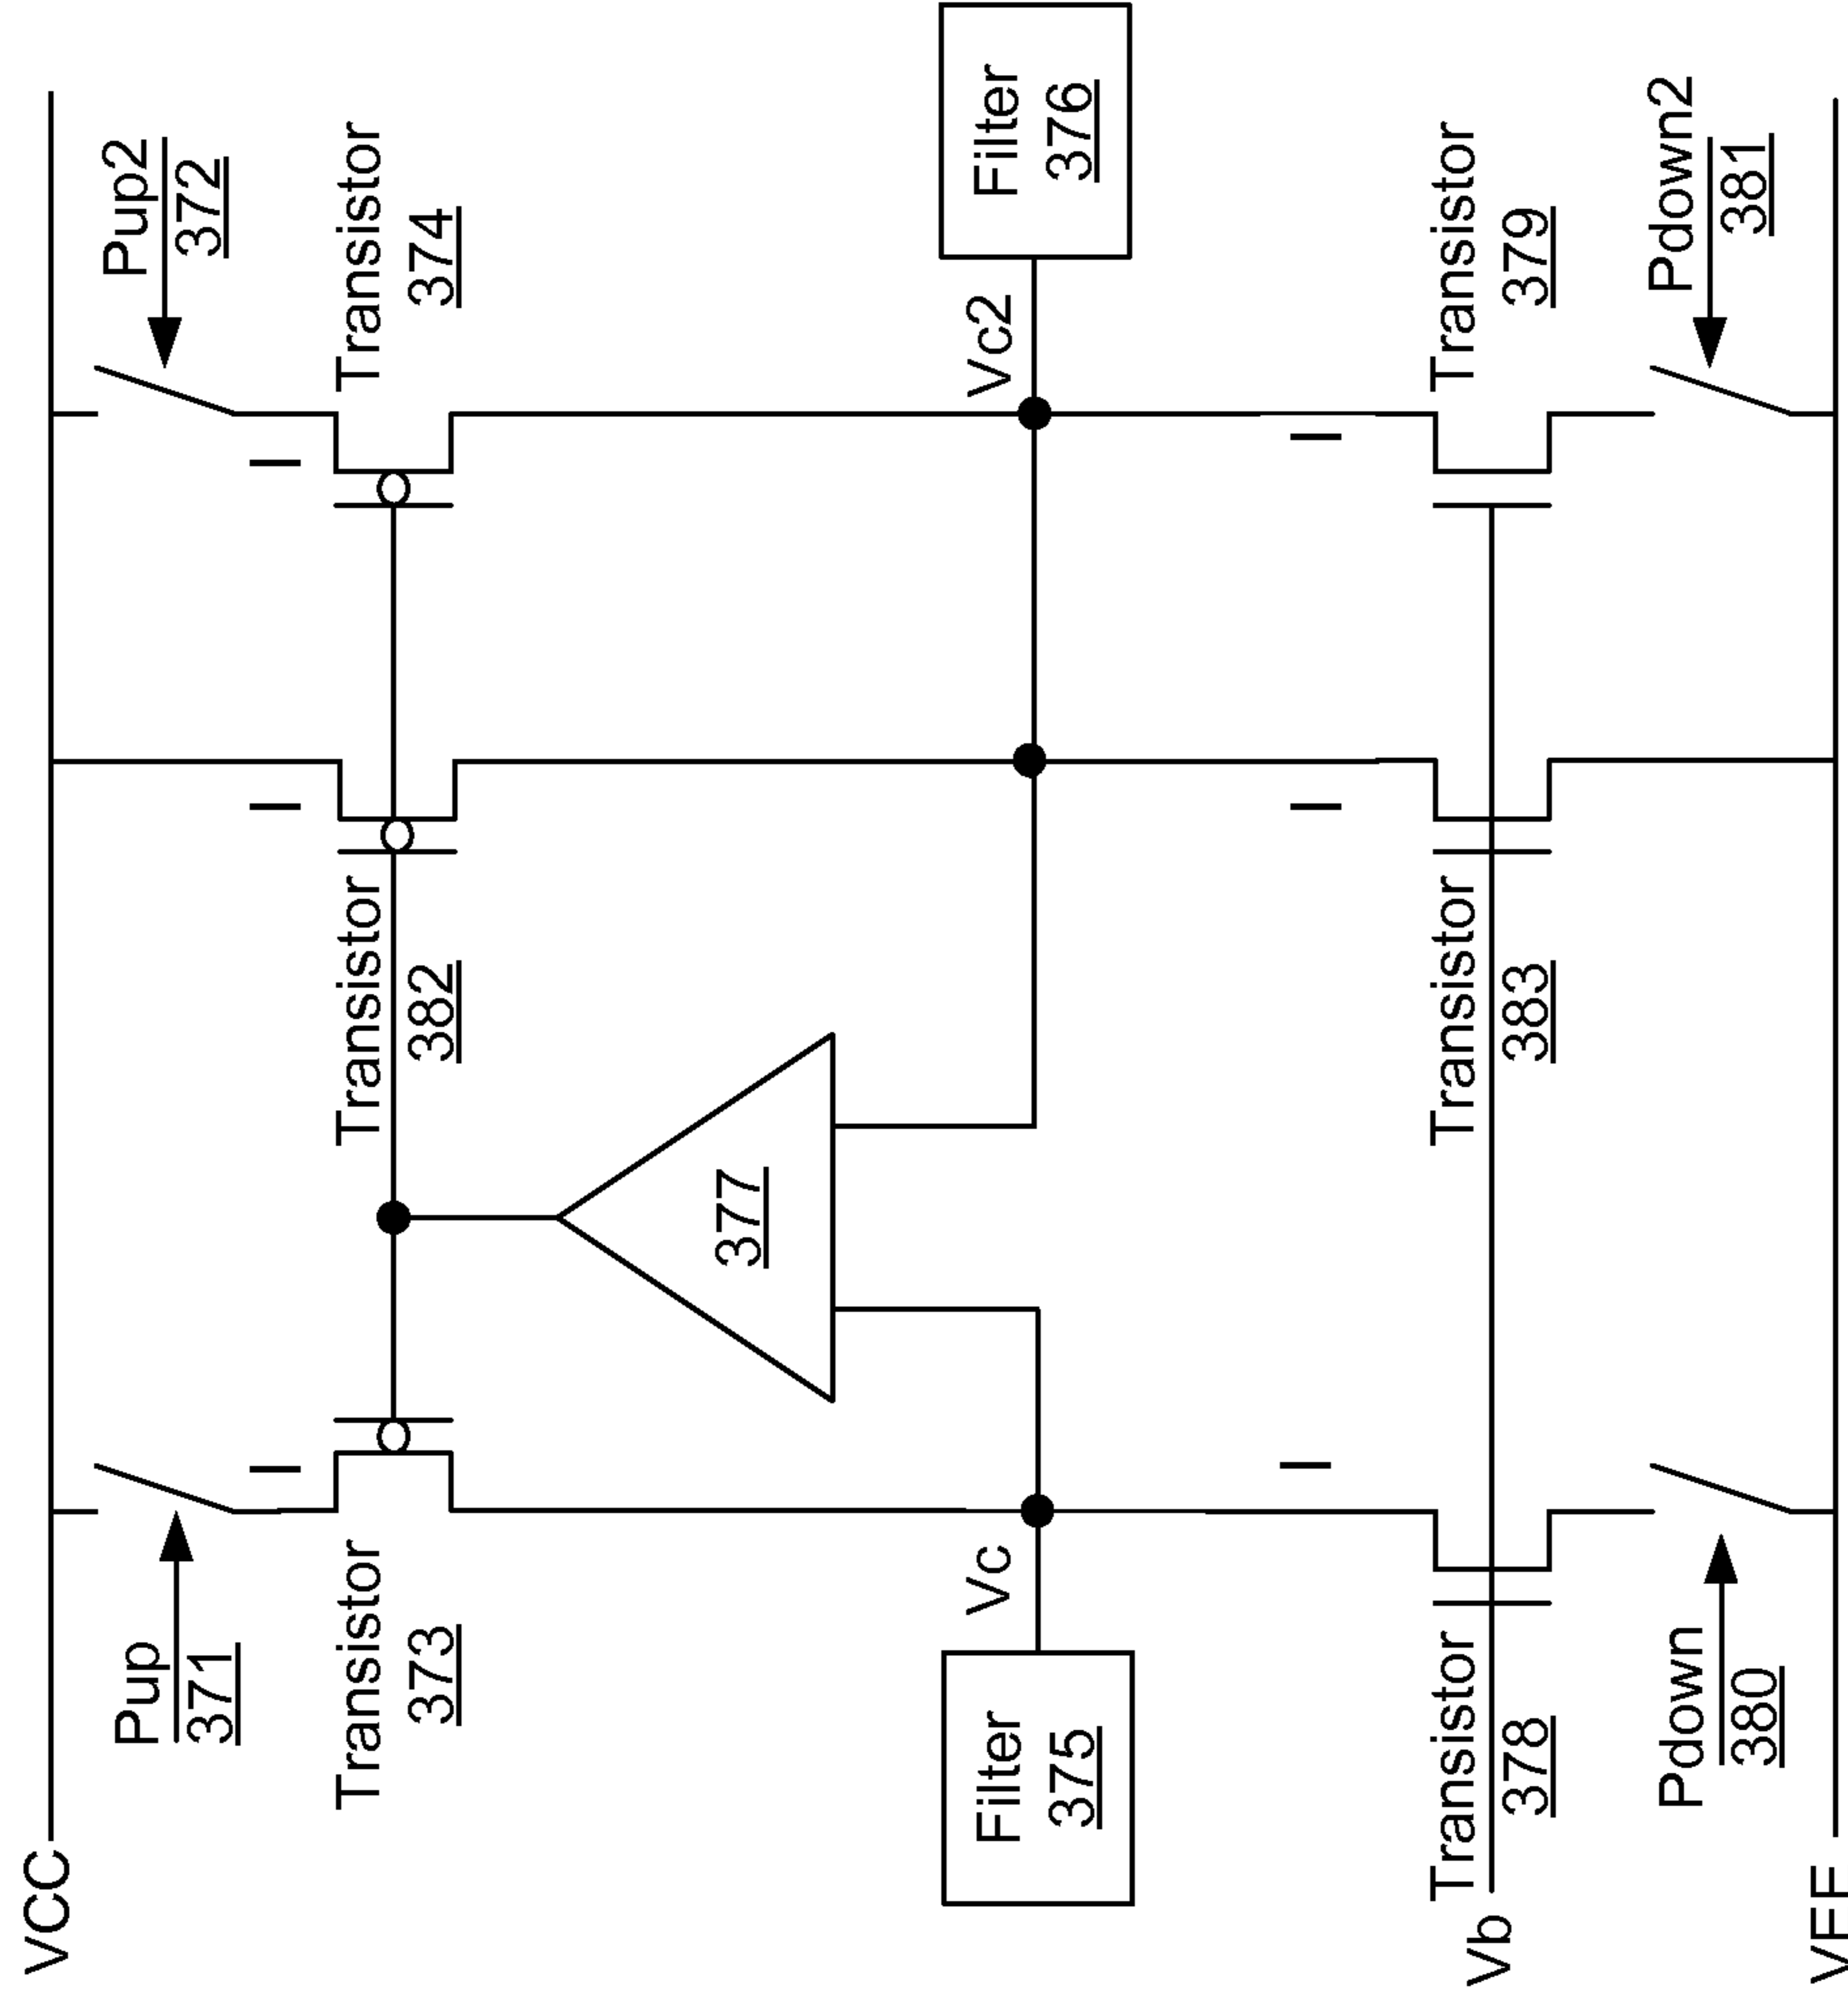 VCC
Pup
371
Pup2
372
I
I
I
Transistor
373
Transistor
382
Transistor
374
377
Vc
Vc2
Filter
375
Filter
376
I
I
I
Transistor
378
Transistor
383
Transistor
379
Vb
Pdown
380
Pdown2
381
VEE